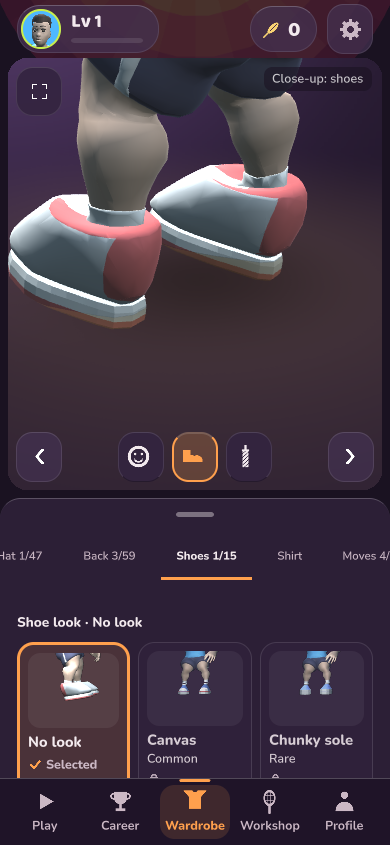 Lv 1
0
Close-up: shoes
Hat 1/47
Back 3/59
Shoes 1/15
Shirt
Moves 4/
Shoe look · No look
No look
Selected
Canvas
Common
Chunky sole
Rare
Play
Career
Wardrobe
Workshop
Profile